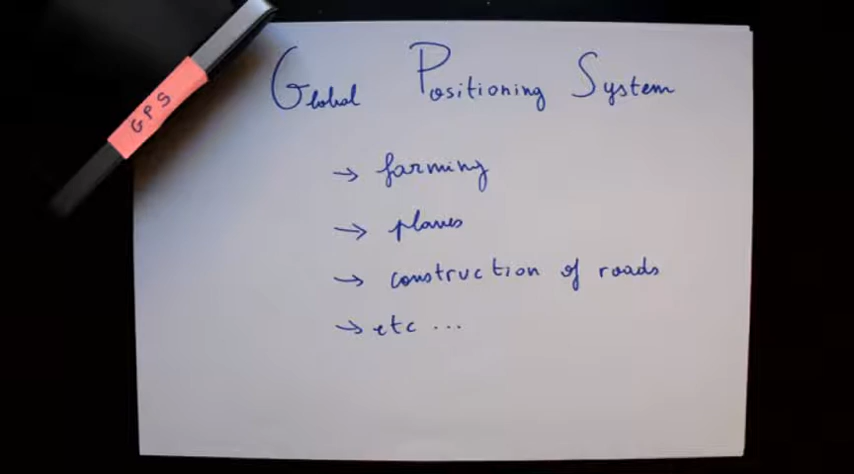 GPS
Global Positioning System
→ farming
→ planes
→ construction of roads
→ etc ...